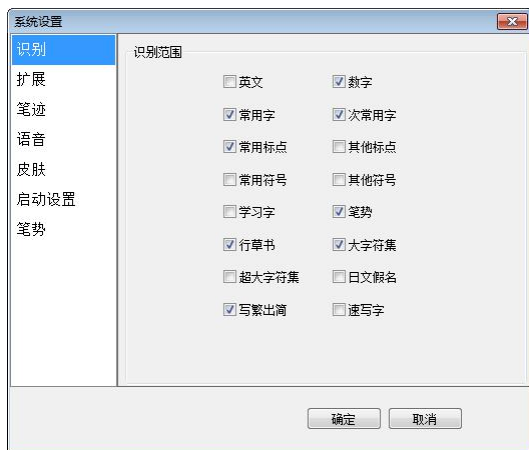 系统设置
识别
扩展
笔迹
语音
皮肤
启动设置
笔势
识别范围
英文 数字
常用字 次常用字
常用标点 其他标点
常用符号 其他符号
学习字 笔势
行草书 大字符集
超大字符集 日文假名
写繁出简 速写字
确定 取消